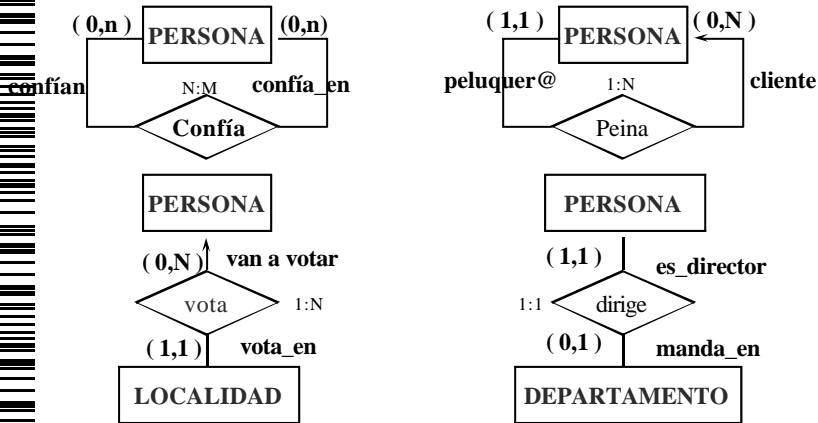 ( 0,n ) PERSONA (0,n)
confían N:M confía_en
Confía
( 1,1 ) PERSONA ( 0,N )
peluquer@ 1:N cliente
Peina
PERSONA
( 0,N ) van a votar
vota 1:N
( 1,1 ) vota_en
LOCALIDAD
PERSONA
( 1,1 ) es_director
1:1 dirige
( 0,1 ) manda_en
DEPARTAMENTO